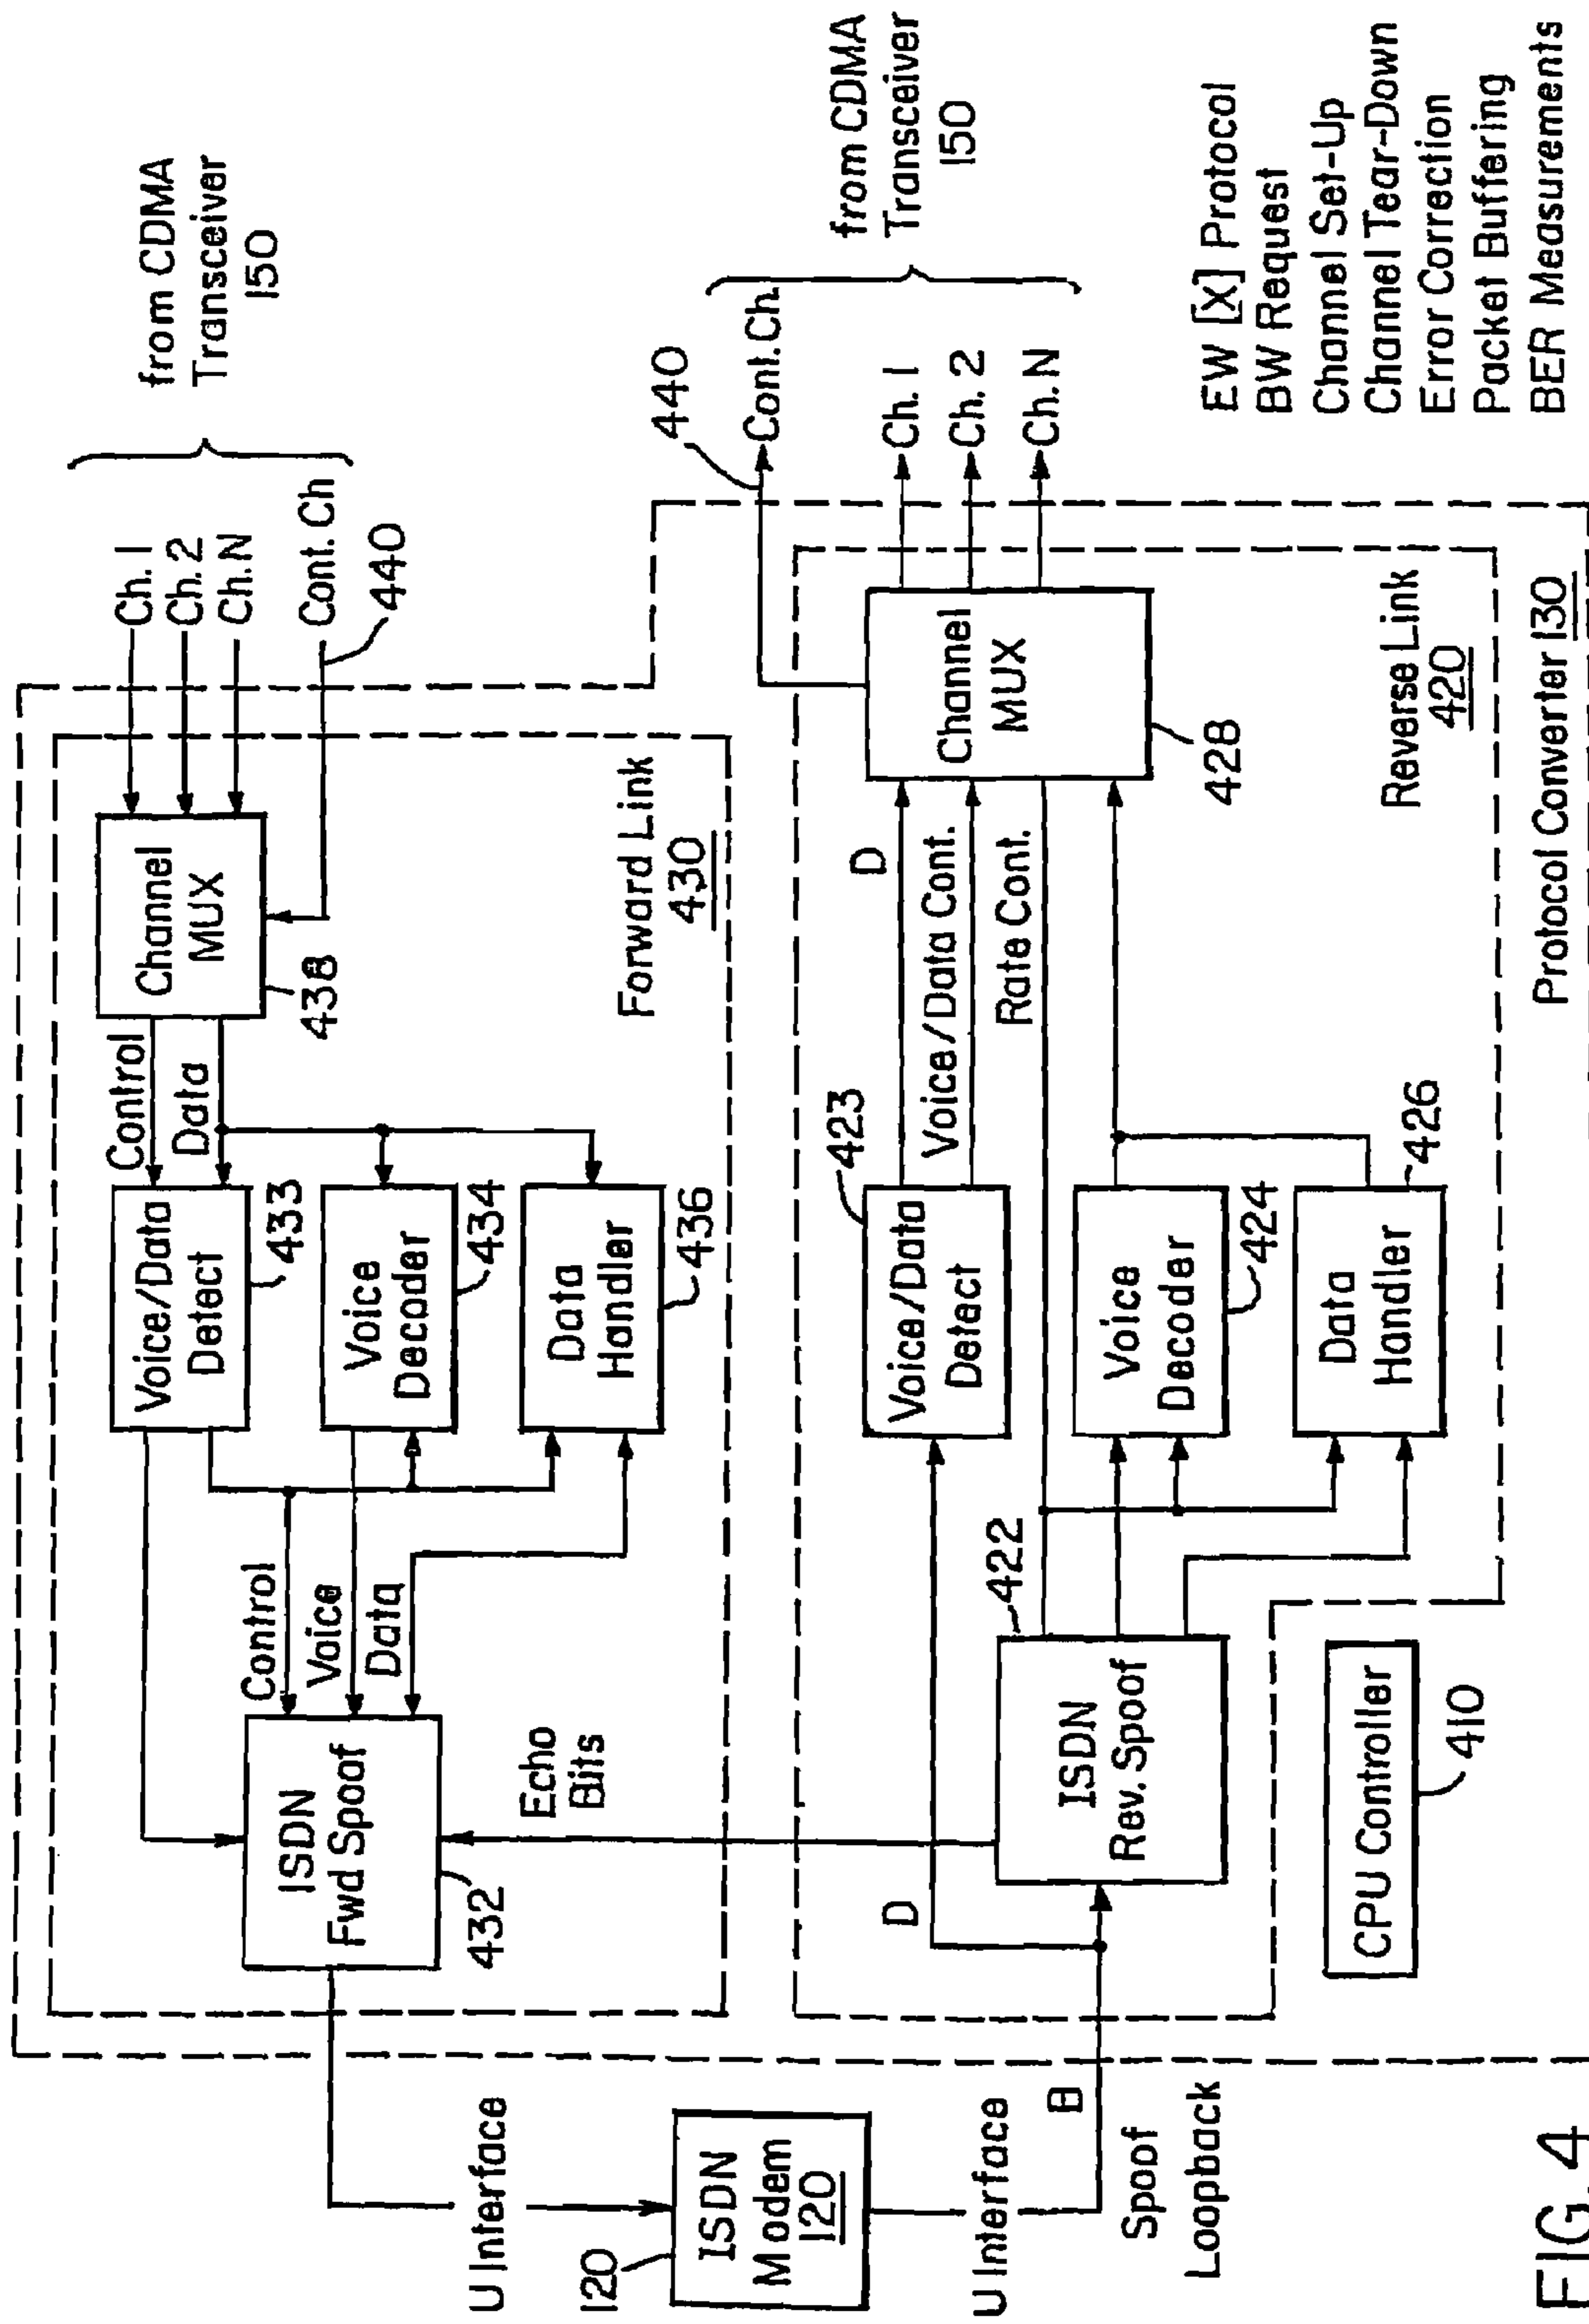 from CDMA
Transceiver
150
Ch. 1
Ch. 2
Ch. N
Cont. Ch
440
Channel
MUX
438
Control
Data
Voice/Data
Detect
433
Voice
Decoder
434
Data
Handler
436
Forward Link
430
Control
Voice
Data
ISDN
Fwd Spoof
432
Echo
Bits
U Interface
120
ISDN
Modem
120
U Interface
B
Spoof
Loopback
D
ISDN
Rev. Spoof
422
Voice/Data
Detect
423
Voice
Decoder
424
Data
Handler
426
D
Voice/Data Cont.
Rate Cont.
Channel
MUX
428
440
Cont. Ch.
Ch. 1
Ch. 2
Ch. N
from CDMA
Transceiver
150
Reverse Link
420
CPU Controller
410
Protocol Converter 130
EW [X] Protocol
BW Request
Channel Set-Up
Channel Tear-Down
Error Correction
Packet Buffering
BER Measurements
FIG. 4